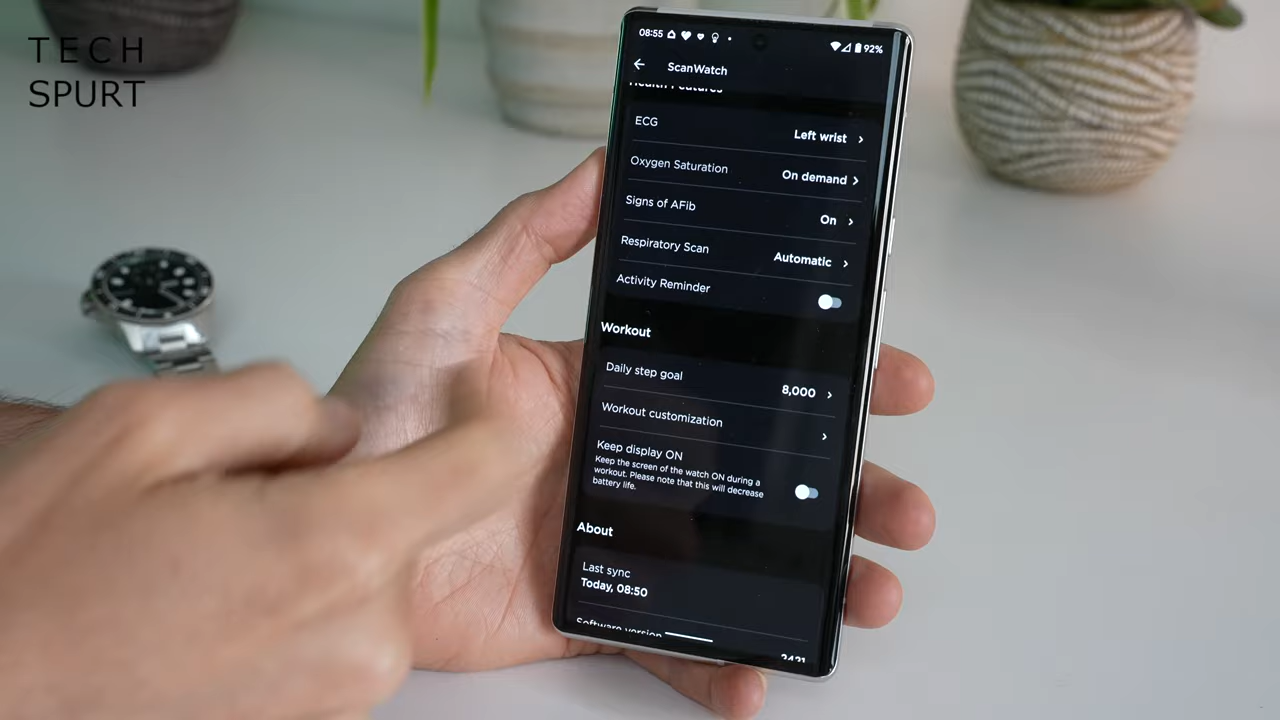 TECH
SPURT
08:55
92%
ScanWatch
Health Features
ECG
Left wrist
Oxygen Saturation
On demand
Signs of AFib
On
Respiratory Scan
Automatic
Activity Reminder
Workout
Daily step goal
8,000
Workout customization
Keep display ON
Keep the screen of the watch ON during a
workout. Please note that this will decrease
battery life.
About
Last sync
Today, 08:50
Software version
2421